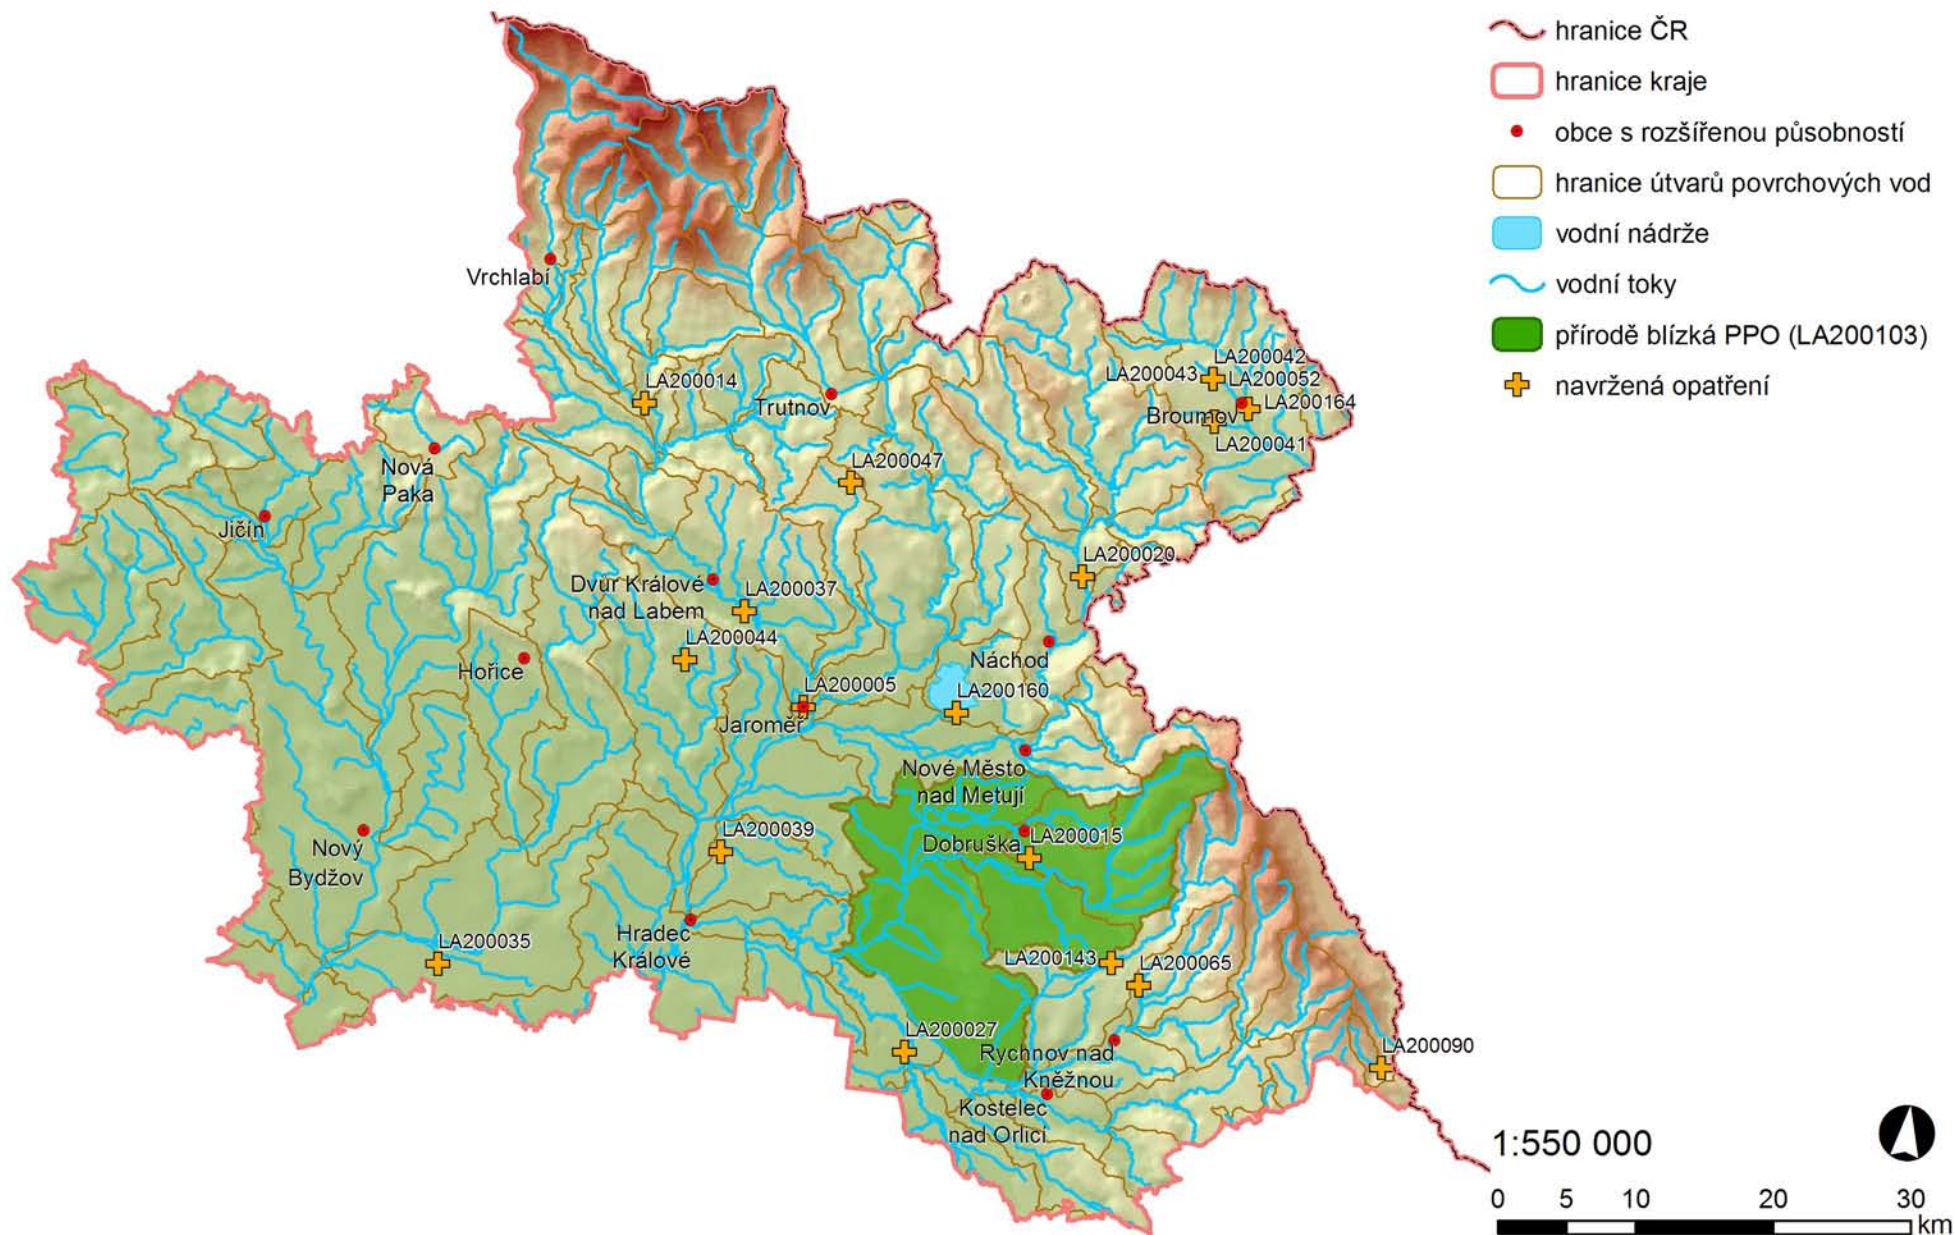 hranice ČR
hranice kraje
obce s rozšířenou působností
hranice útvarů povrchových vod
vodní nádrže
vodní toky
přírodě blízká PPO (LA200103)
navržená opatření
Vrchlabí
LA200014
Trutnov
LA200042
LA200043
LA200052
LA200164
Broumov
LA200041
Nová
Paka
LA200047
Jičín
LA200020
Dvůr Králové
nad Labem
LA200037
LA200044
Hořice
Náchod
LA200005
LA200160
Jaroměř
Nové Město
nad Metují
Nový
Bydžov
LA200039
Dobruška
LA200015
Hradec
Králové
LA200035
LA200143
LA200065
LA200027
Rychnov nad
Kněžnou
LA200090
Kostelec
nad Orlicí
1:550 000
0 5 10 20 30
km